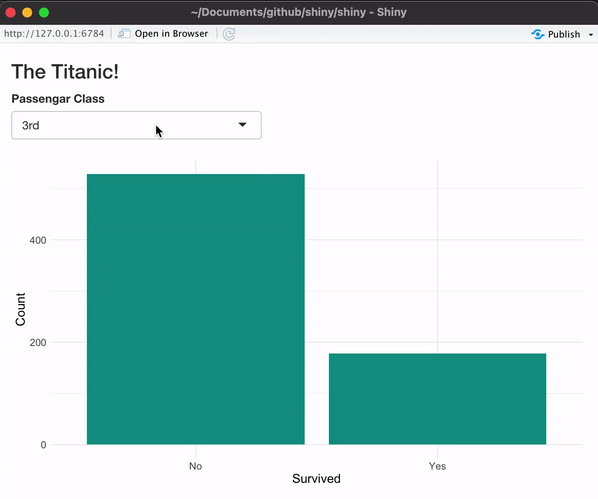 ~/Documents/github/shiny/shiny - Shiny
http://127.0.0.1:6784 Open in Browser Publish
The Titanic!
Passengar Class
3rd
400
200
0
Count
No Yes
Survived